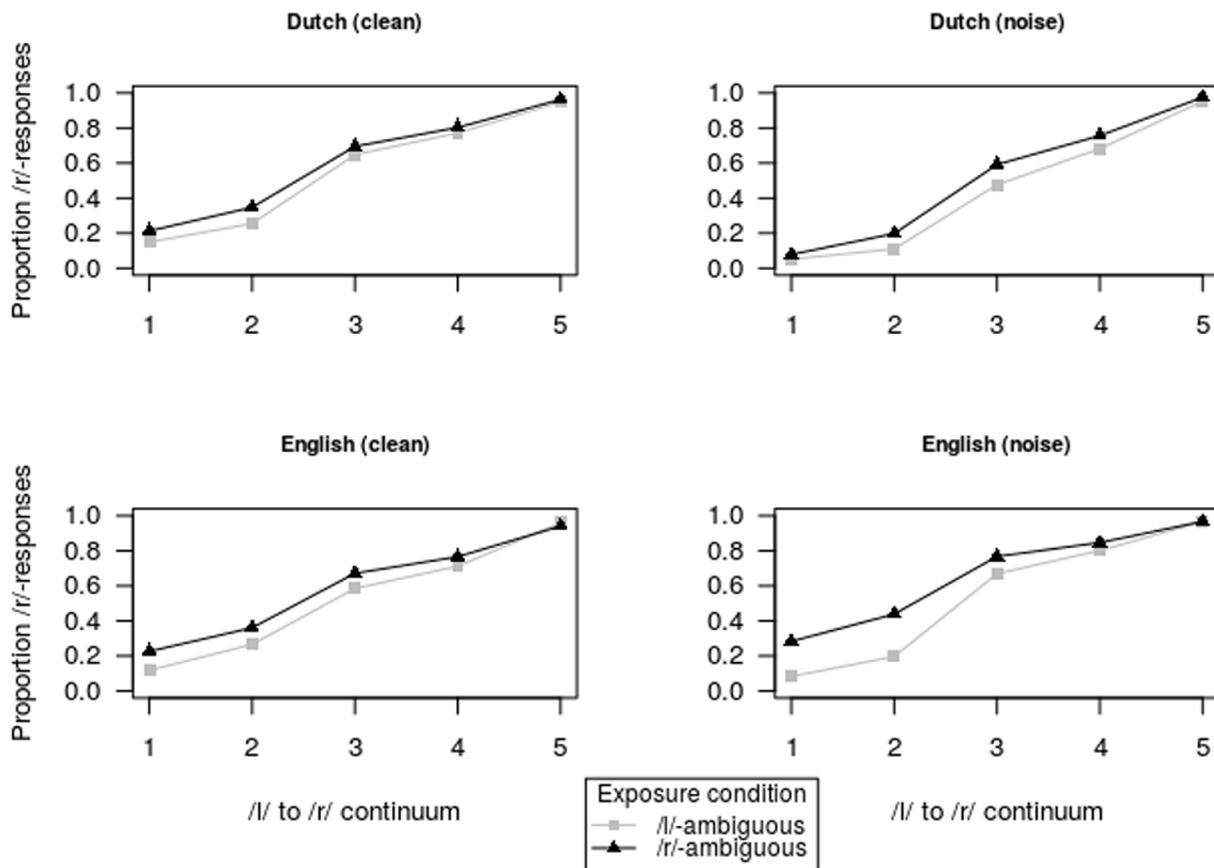 Dutch (clean)
Dutch (noise)
Proportion /r/-responses
1.0
0.8
0.6
0.4
0.2
0.0
1 2 3 4 5
1.0
0.8
0.6
0.4
0.2
0.0
1 2 3 4 5
English (clean)
English (noise)
Proportion /r/-responses
1.0
0.8
0.6
0.4
0.2
0.0
1 2 3 4 5
/l/ to /r/ continuum
1.0
0.8
0.6
0.4
0.2
0.0
1 2 3 4 5
/l/ to /r/ continuum
Exposure condition
/l/-ambiguous
/r/-ambiguous